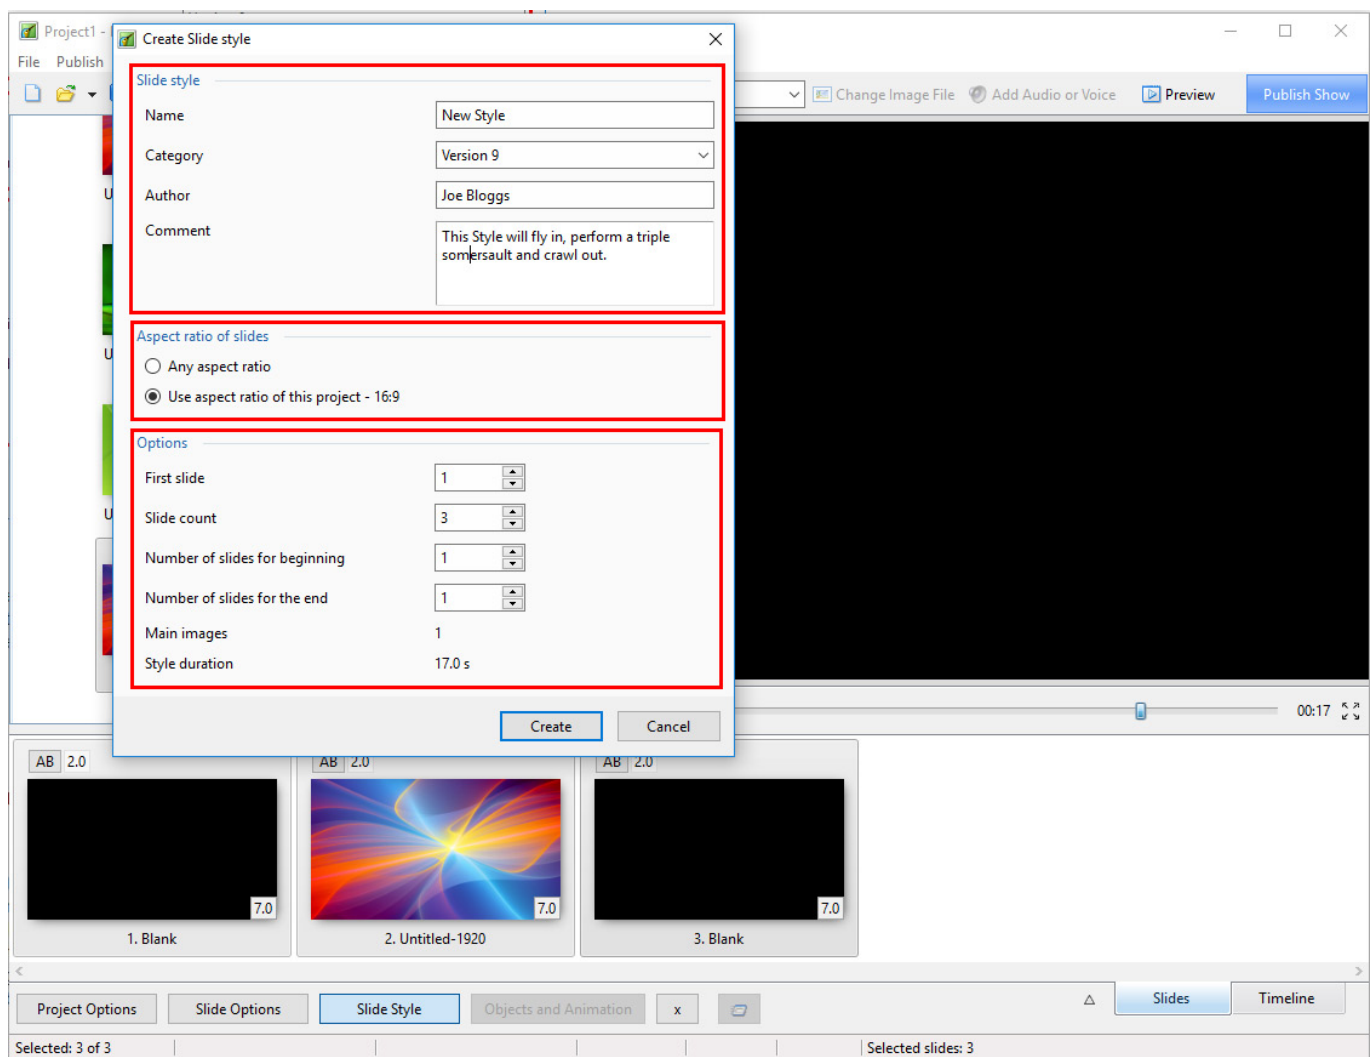 Project1 -
Create Slide style
File Publish
Slide style
Name
New Style
Category
Version 9
Author
Joe Bloggs
Comment
This Style will fly in, perform a triple
somersault and crawl out.
Change Image File
Add Audio or Voice
Preview
Publish Show
Aspect ratio of slides
Any aspect ratio
Use aspect ratio of this project - 16:9
Options
First slide
1
Slide count
3
Number of slides for beginning
1
Number of slides for the end
1
Main images
1
Style duration
17.0 s
Create
Cancel
00:17
AB 2.0
AB 2.0
AB 2.0
7.0
7.0
7.0
1. Blank
2. Untitled-1920
3. Blank
Project Options
Slide Options
Slide Style
Objects and Animation
x
Slides
Timeline
Selected: 3 of 3
Selected slides: 3